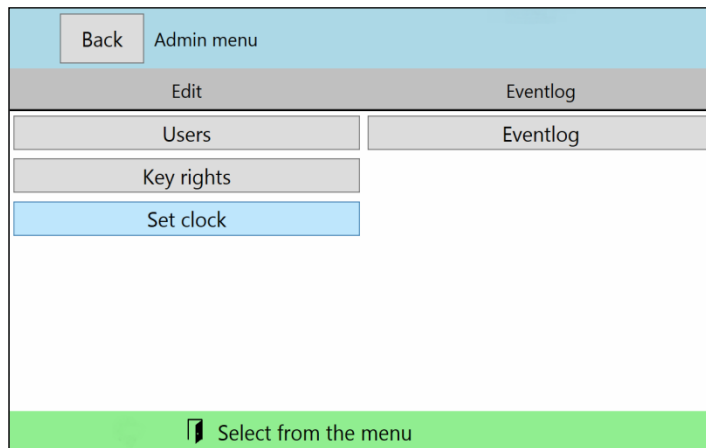 Back Admin menu
Edit Eventlog
Users Eventlog
Key rights
Set clock
Select from the menu